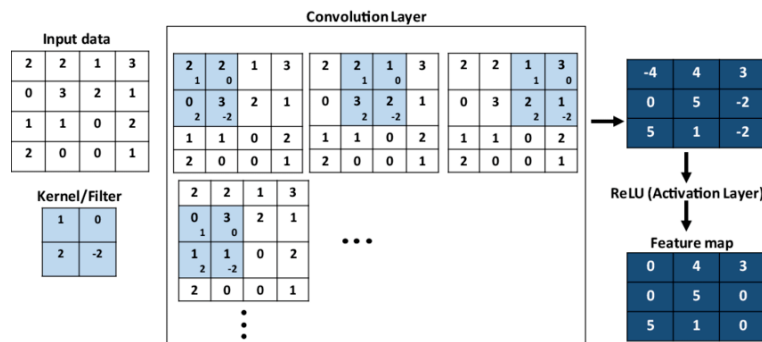 Convolution Layer
Input data
2 2 1 3
0 3 2 1
1 1 0 2
2 0 0 1
Kernel/Filter
1 0
2 -2
2 1 2 0 1 3
0 2 3 -2 2 1
1 1 0 2
2 0 0 1
2 2 1 1 0 3
0 3 2 2 -2 1
1 1 0 2
2 0 0 1
2 2 1 1 3 0
0 3 2 2 1 -2
1 1 0 2
2 0 0 1
2 2 1 3
0 1 3 0 2 1
1 2 1 -2 0 2
2 0 0 1
-4 4 3
0 5 -2
5 1 -2
ReLU (Activation Layer)
Feature map
0 4 3
0 5 0
5 1 0